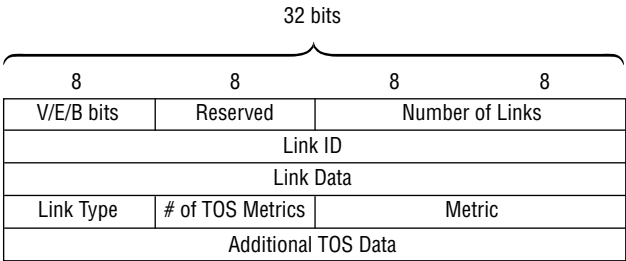 32 bits
8 8 8 8
V/E/B bits Reserved Number of Links
Link ID
Link Data
Link Type # of TOS Metrics Metric
Additional TOS Data